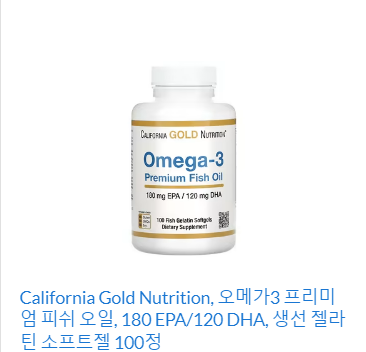 CALIFORNIA GOLD NUTRITION
Omega-3
Premium Fish Oil
180 mg EPA / 120 mg DHA
100 Fish Gelatin Softgels
Dietary Supplement
California Gold Nutrition, 오메가3 프리미
엄 피쉬 오일, 180 EPA/120 DHA, 생선 젤라
틴 소프트젤 100정